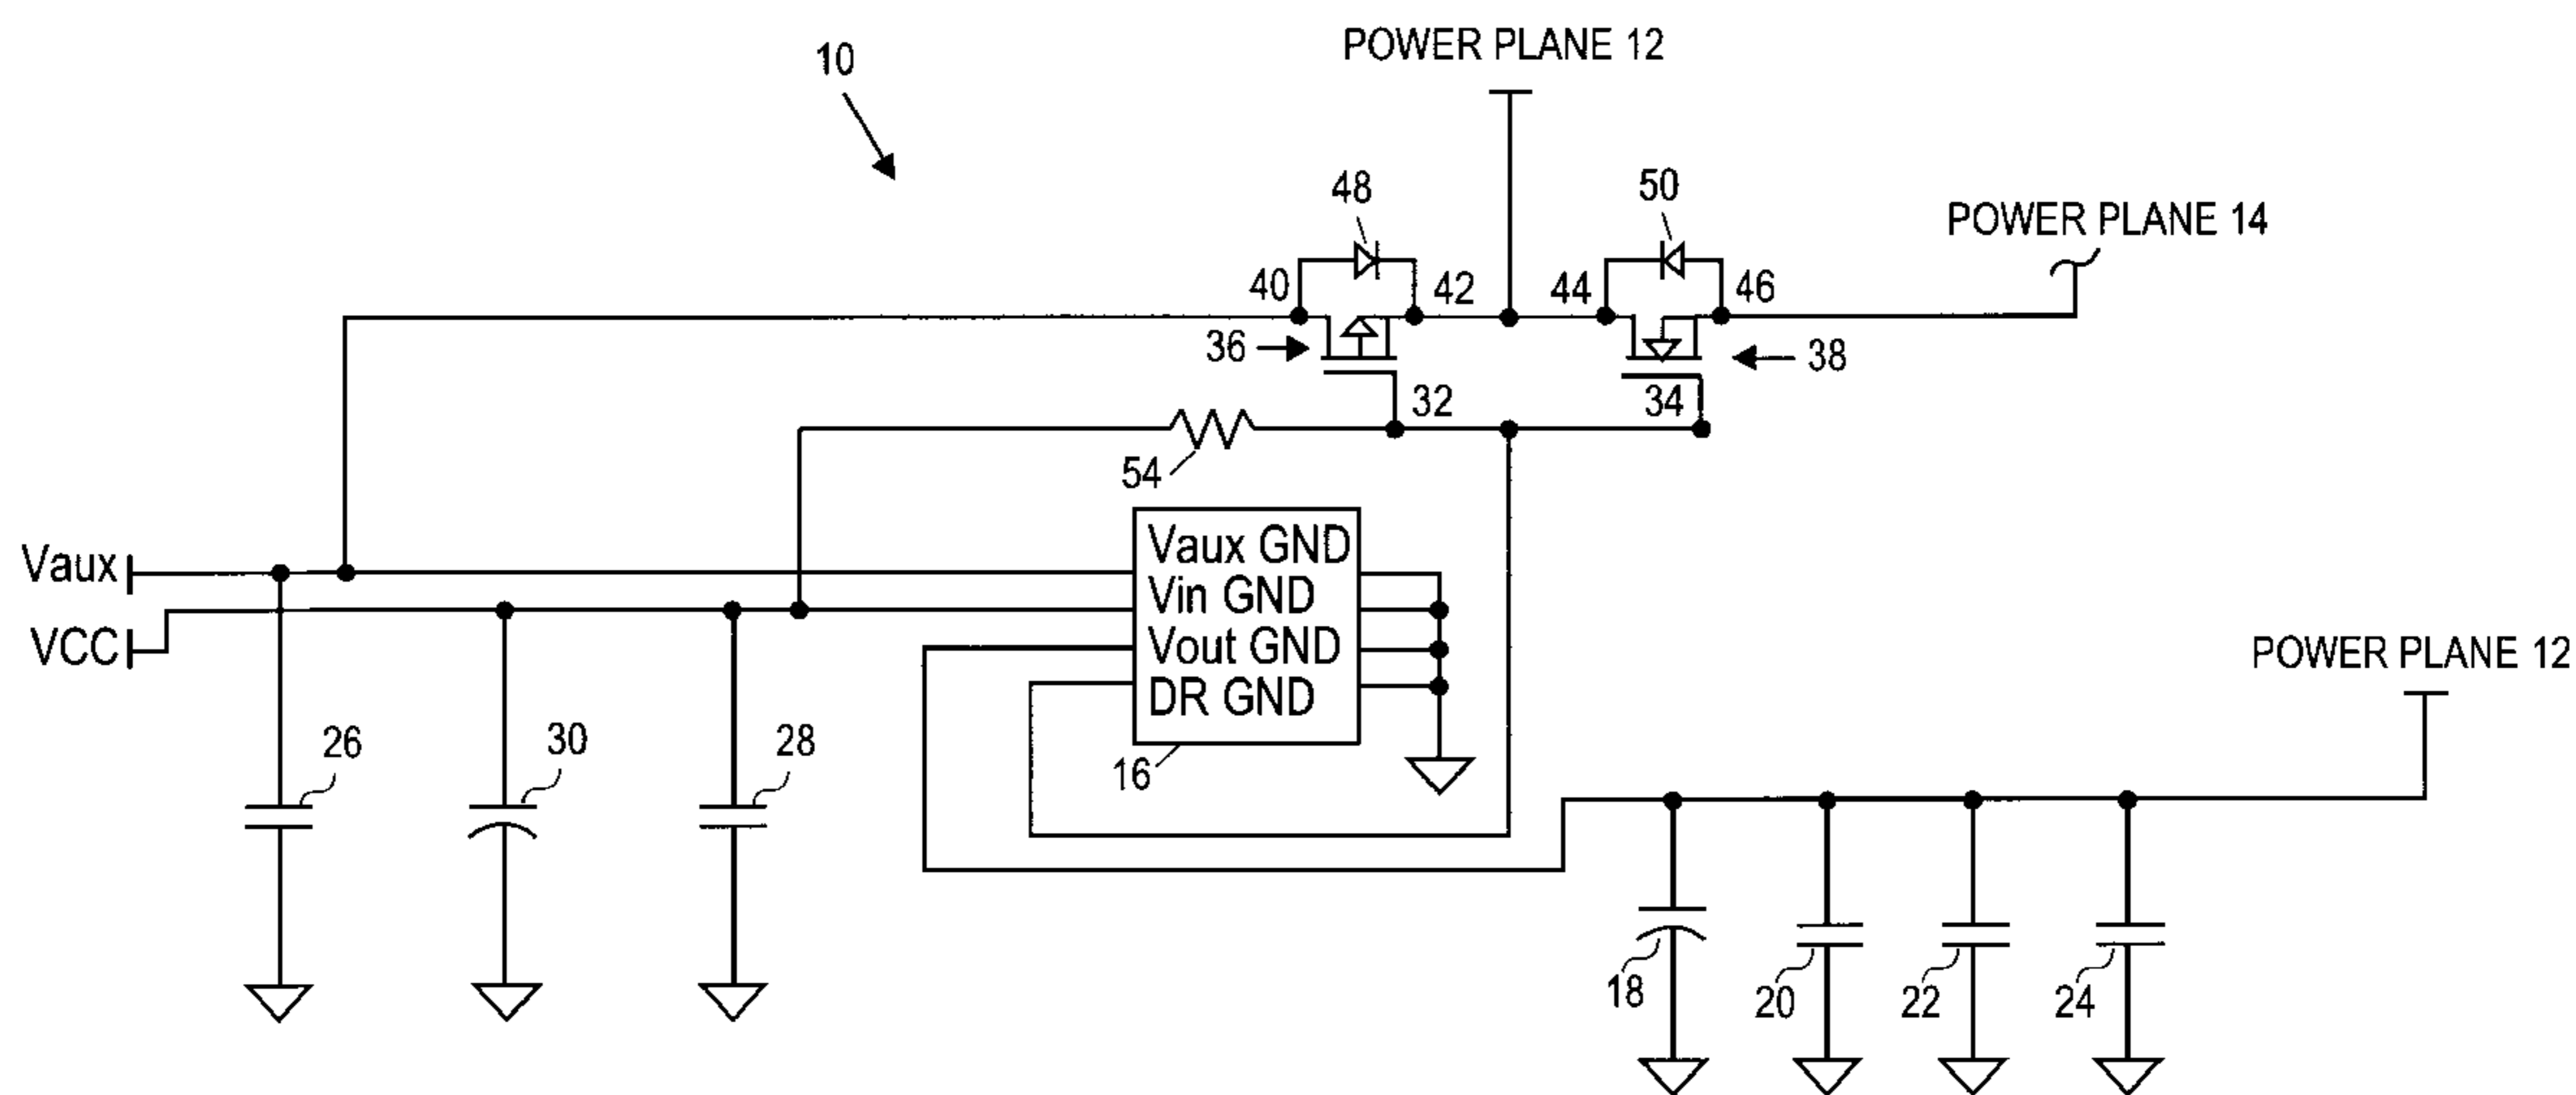 POWER PLANE 12
10
48
50
POWER PLANE 14
40
42
44
46
36
38
32
34
54
Vaux
VCC
Vaux GND
Vin GND
Vout GND
DR GND
16
POWER PLANE 12
26
30
28
18
20
22
24